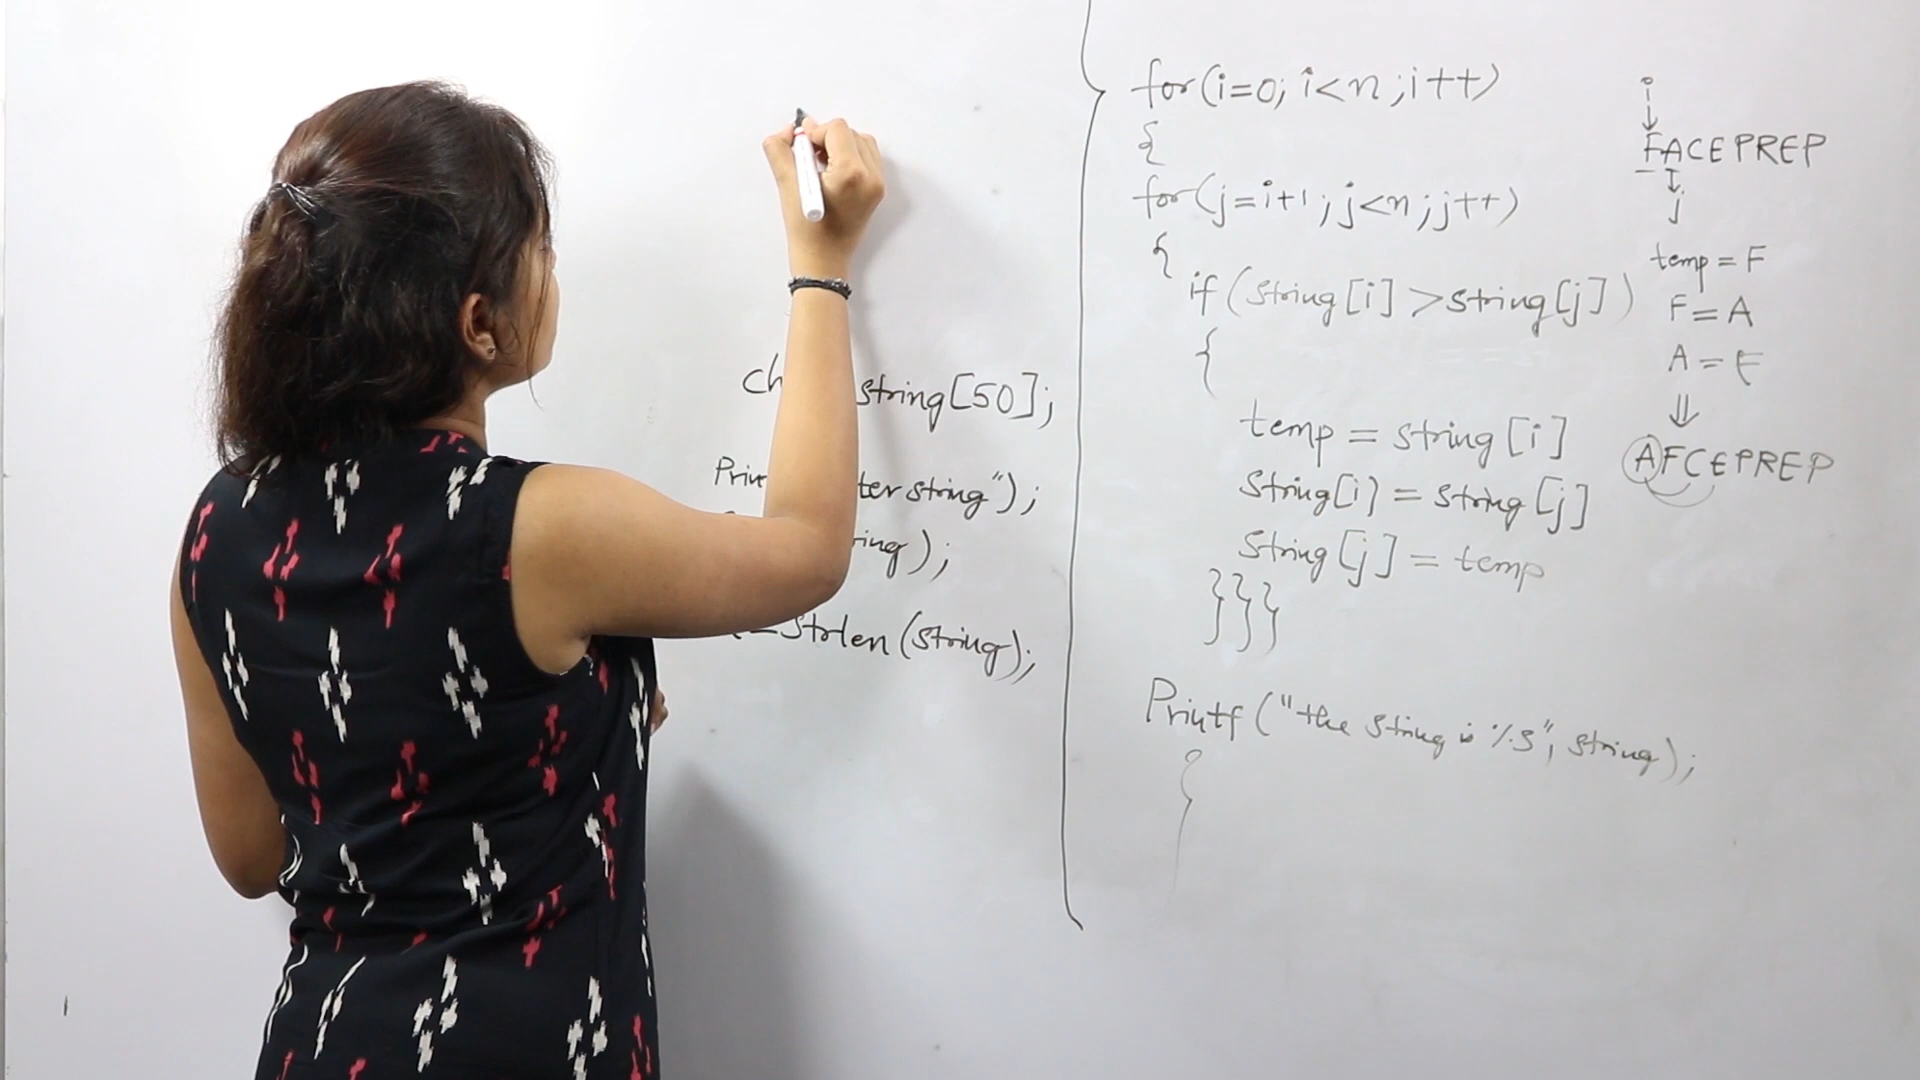 string[50];
ter string");
ring);
=Strlen(string);
for(i=0; i<n ;i++)
{
for(j=i+1 ; j<n ; j++)
{
if(string[i] >string[j])
{
temp = string[i]
String[i] = string[j]
String[j] = temp
}}}
Printf("the string is %s", string);
{
i
FACEPREP
j
temp = F
F = A
A = F
⇓
AFCEPREP